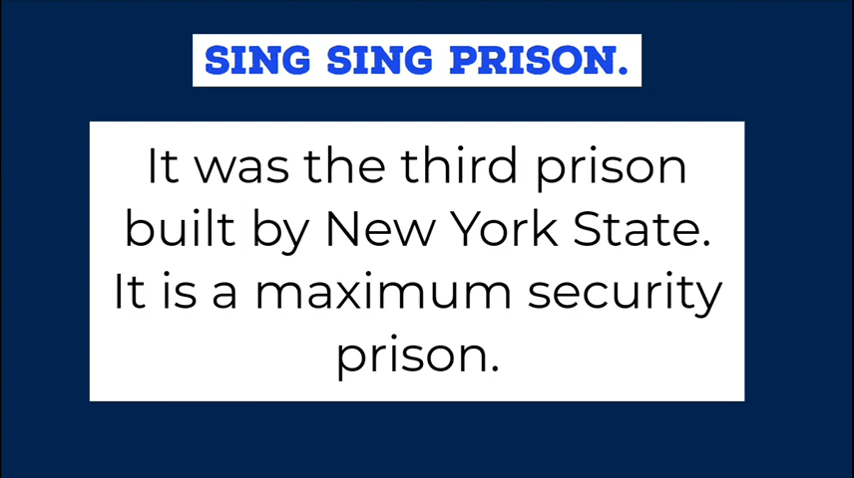 SING SING PRISON.
It was the third prison
built by New York State.
It is a maximum security
prison.